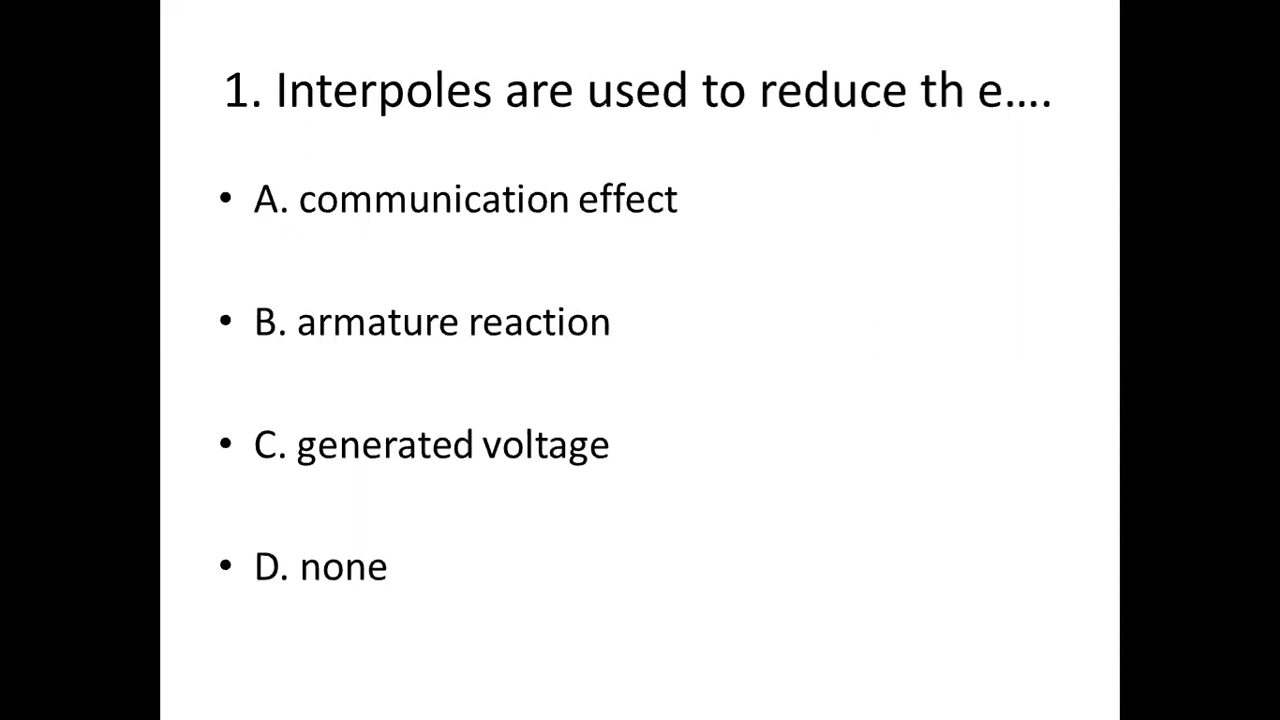 1. Interpoles are used to reduce th e….
• A. communication effect
• B. armature reaction
• C. generated voltage
• D. none